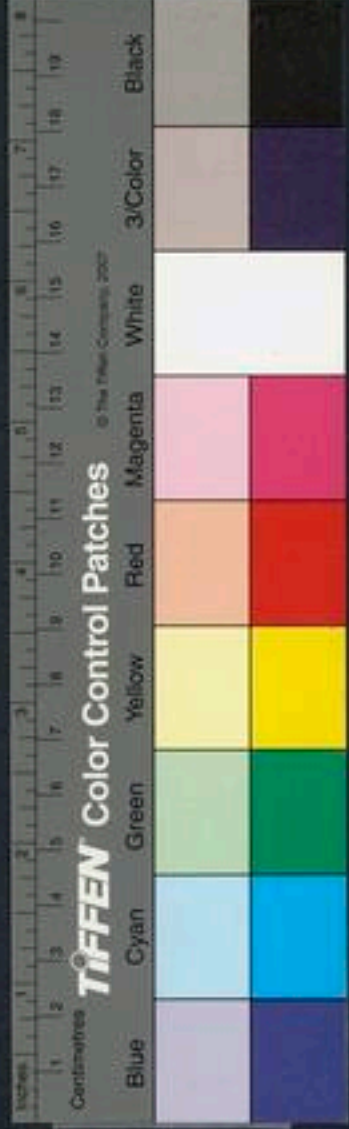 Inches 1 2 3 4 5 6 7 8
1 2 3 4 5 6 7 8 9 10 11 12 13 14 15 16 17 18 19
Centimetres
TIFFEN® Color Control Patches
© The Tiffen Company, 2007
Blue Cyan Green Yellow Red Magenta White 3/Color Black